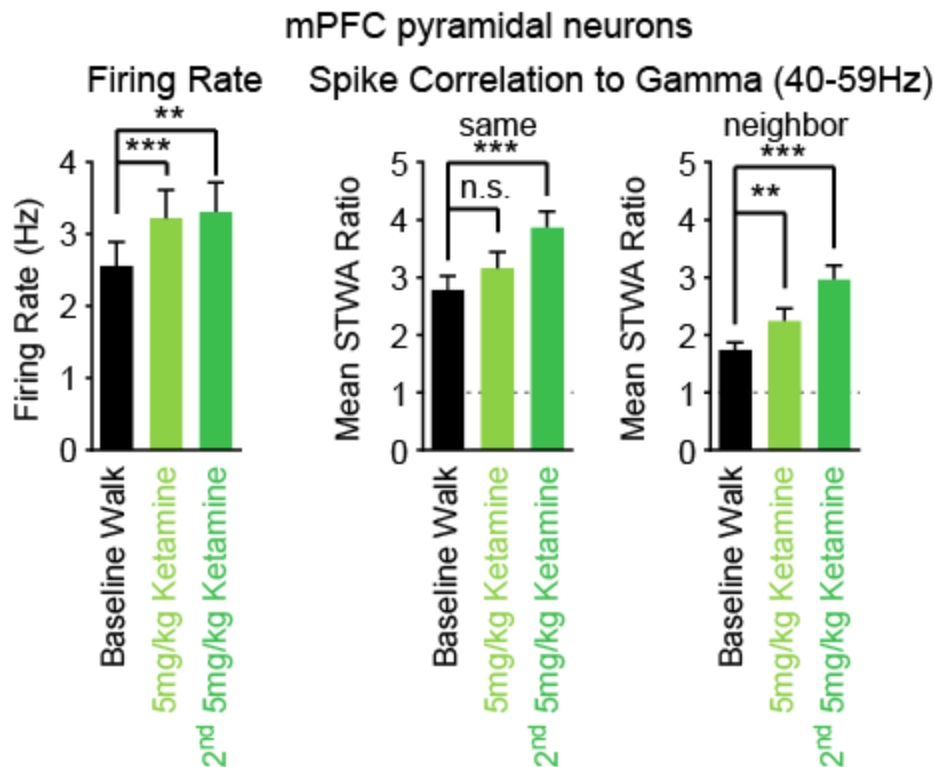 mPFC pyramidal neurons
Firing Rate
Spike Correlation to Gamma (40-59Hz)
same
neighbor
**
***
4
3
2
1
0
Firing Rate (Hz)
Baseline Walk
5mg/kg Ketamine
2nd 5mg/kg Ketamine
***
n.s.
5
4
3
2
1
0
Mean STWA Ratio
Baseline Walk
5mg/kg Ketamine
2nd 5mg/kg Ketamine
***
**
5
4
3
2
1
0
Mean STWA Ratio
Baseline Walk
5mg/kg Ketamine
2nd 5mg/kg Ketamine